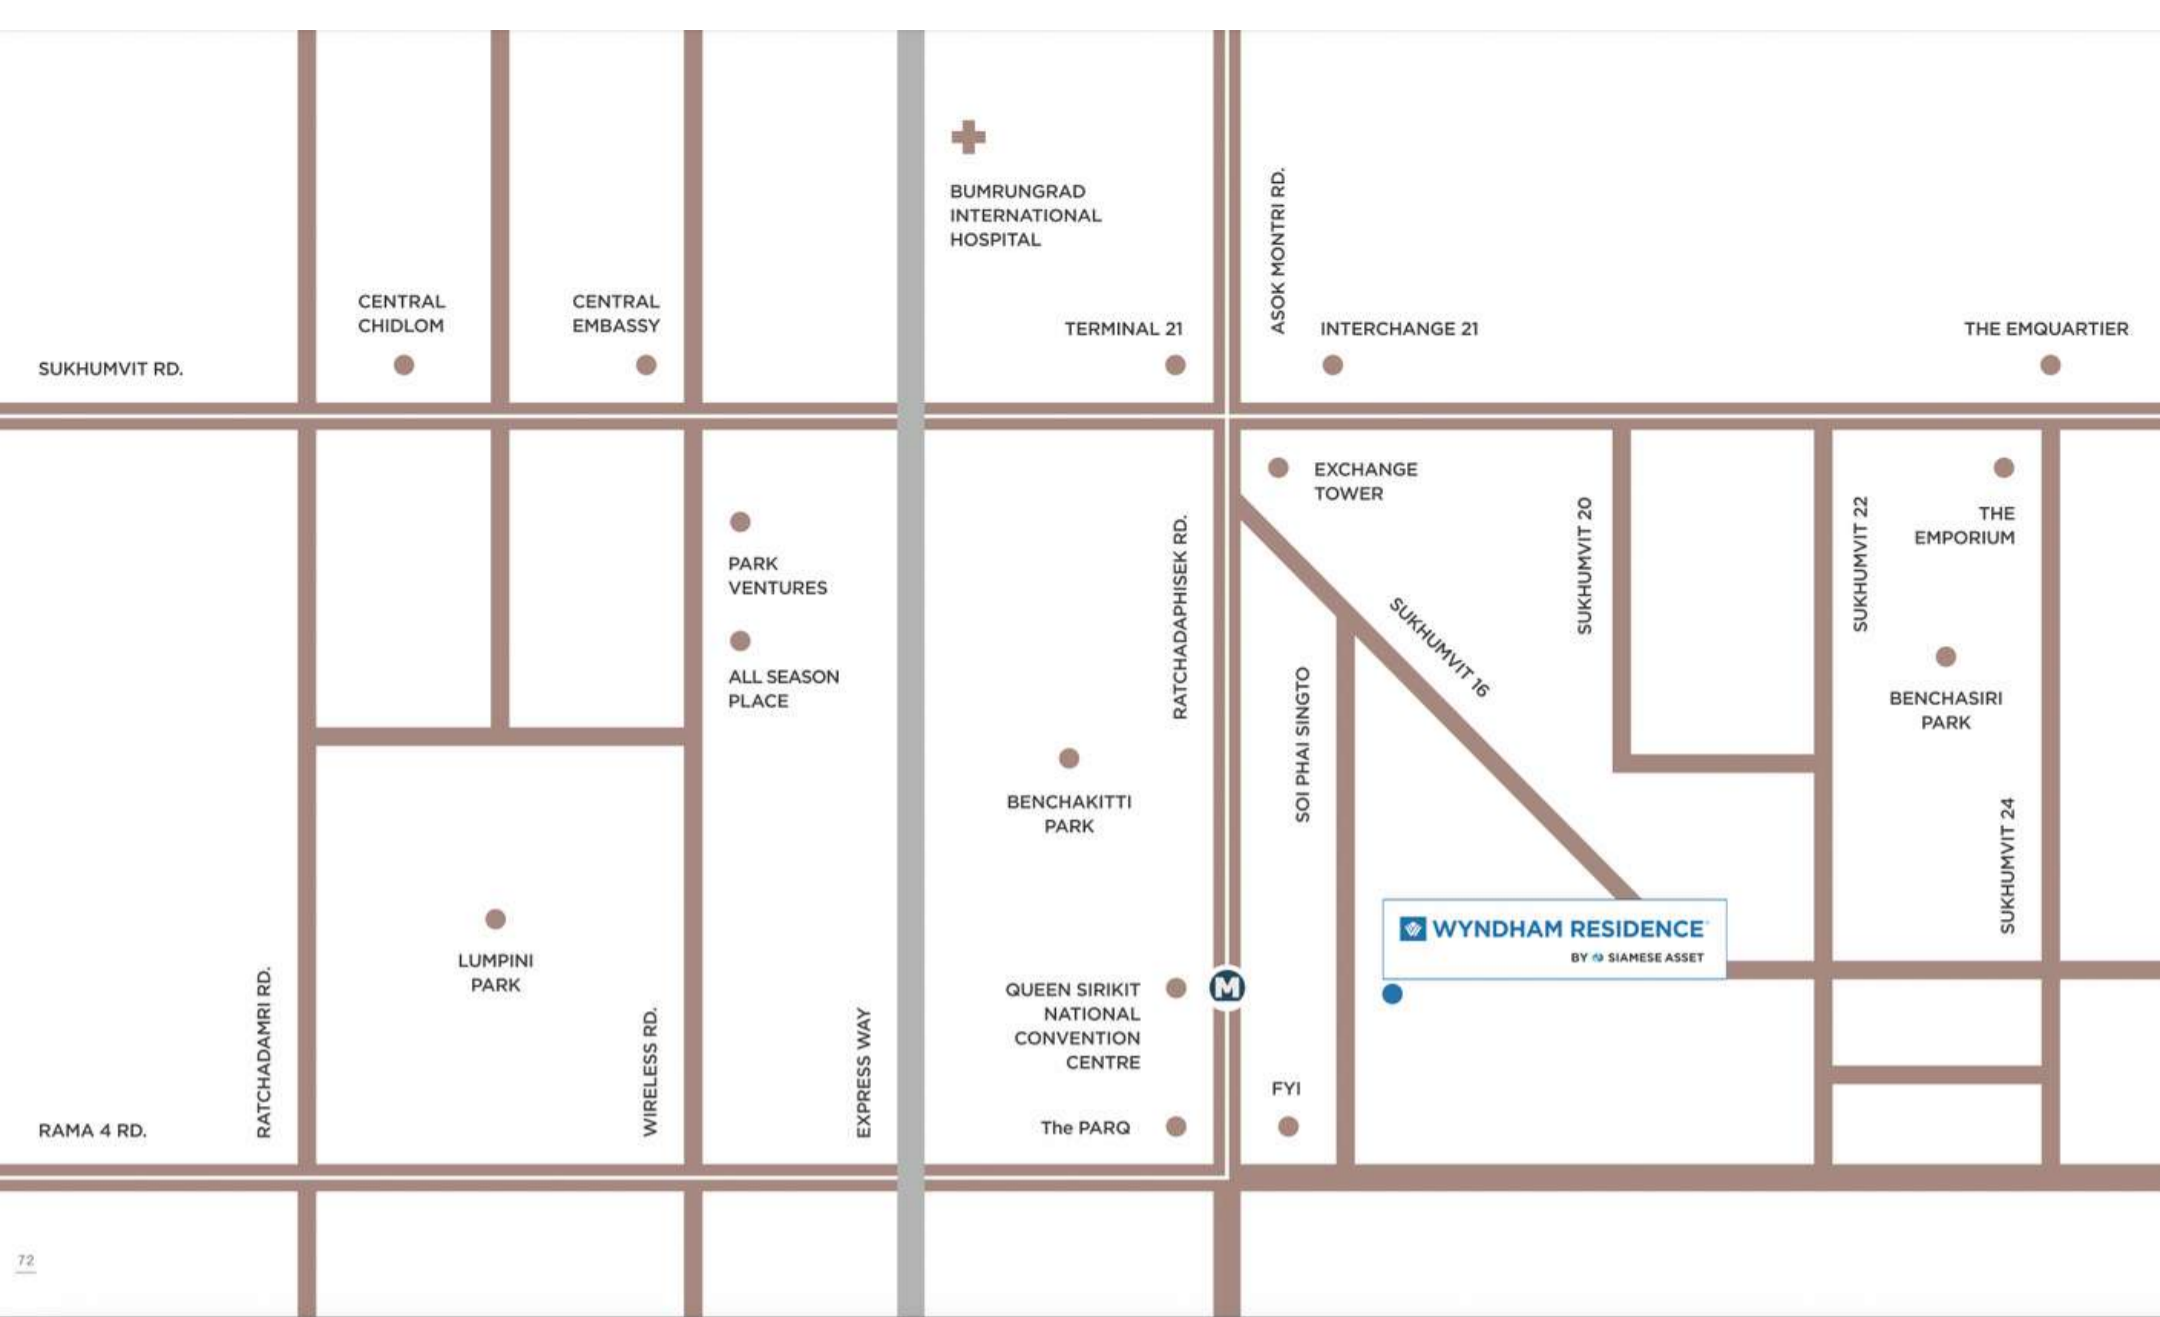 BUMRUNGRAD
INTERNATIONAL
HOSPITAL
ASOK MONTRI RD.
CENTRAL
CHIDLOM
CENTRAL
EMBASSY
TERMINAL 21
INTERCHANGE 21
THE EMQUARTIER
SUKHUMVIT RD.
EXCHANGE
TOWER
THE
EMPORIUM
PARK
VENTURES
RATCHADAPHISEK RD.
SUKHUMVIT 20
SUKHUMVIT 22
SUKHUMVIT 16
ALL SEASON
PLACE
SOI PHAI SINGTO
BENCHASIRI
PARK
BENCHAKITTI
PARK
SUKHUMVIT 24
WYNDHAM RESIDENCE
BY SIAMESE ASSET
LUMPINI
PARK
M
QUEEN SIRIKIT
NATIONAL
CONVENTION
CENTRE
RATCHADAMRI RD.
WIRELESS RD.
EXPRESS WAY
FYI
The PARQ
RAMA 4 RD.
72